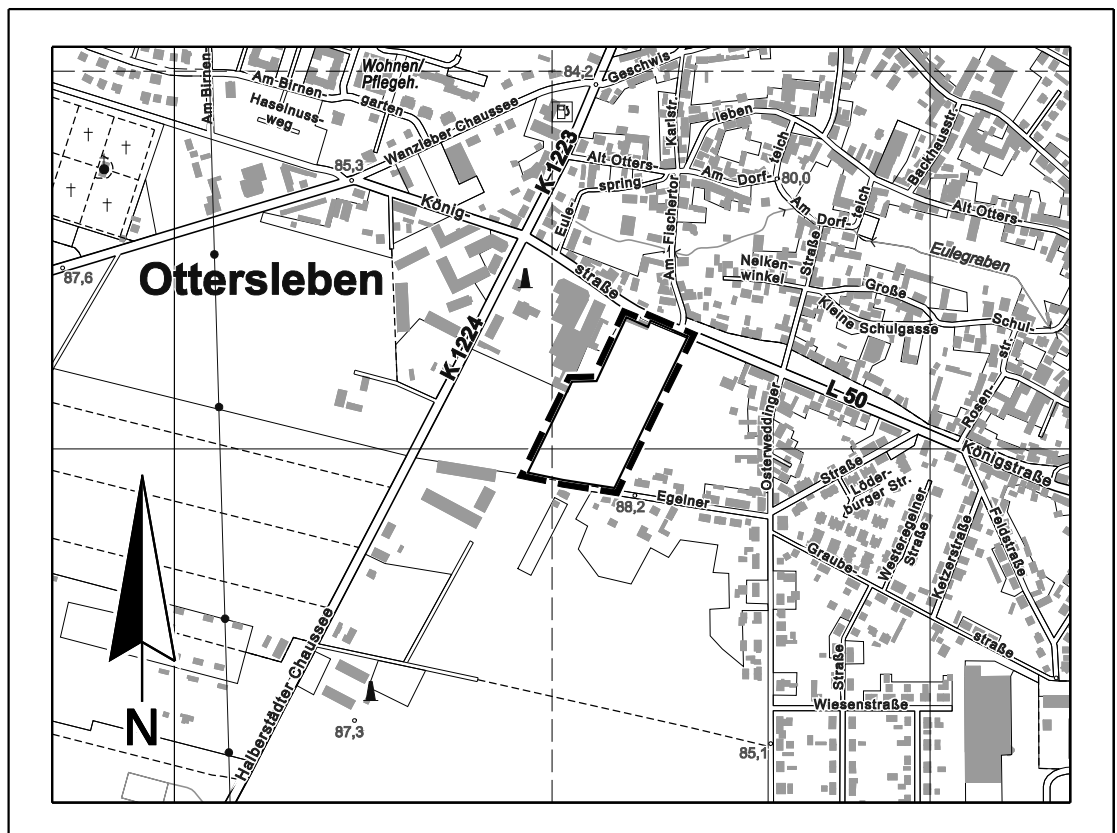 Wohnen/
Pflegeh.
84,2
Geschwis
Am-Birnen-
Am-Birnen-
garten
Haselnuss-
weg
Wanzleber Chaussee
Karlstr.
leben
Backhausstr.
K-1223
Alt-Otters-
Am Dorf-
teich
80,0
85,3
König-
Eule-
spring
Am Fischertor
Am Dorf-
teich
Alt-Otters-
Eulegraben
87,6
Ottersleben
straße
Nelken-
winkel
Straße
Große
Schul-
Kleine Schulgasse
str.
Rosen-
K-1224
L 50
Königstraße
Osterweddinger
Straße
Löder-
burger Str.
Egelner
88,2
Westeregelner
Straße
Ketzerstraße
Feldstraße
Graube-
straße
Straße
Wiesenstraße
Halberstädter Chaussee
87,3
85,1
N